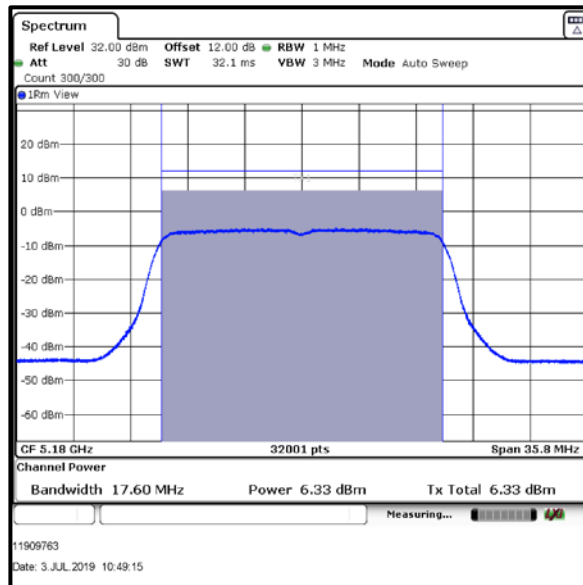 Spectrum
Ref Level 32.00 dBm Offset 12.00 dB RBW 1 MHz
Att 30 dB SWT 32.1 ms VBW 3 MHz Mode Auto Sweep
Count 300/300
1Rm View
20 dBm
10 dBm
0 dBm
-10 dBm
-20 dBm
-30 dBm
-40 dBm
-50 dBm
-60 dBm
CF 5.18 GHz 32001 pts Span 35.8 MHz
Channel Power
Bandwidth 17.60 MHz Power 6.33 dBm Tx Total 6.33 dBm
Measuring...
11909763
Date: 3.JUL.2019 10:49:15